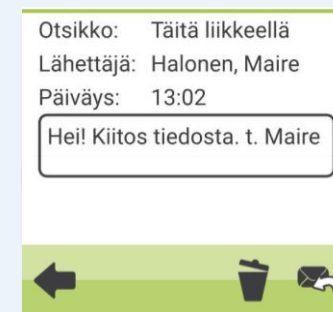 Otsikko: Täitä liikkeellä
Lähettäjä: Halonen, Maire
Päiväys: 13:02
Hei! Kiitos tiedosta. t. Maire